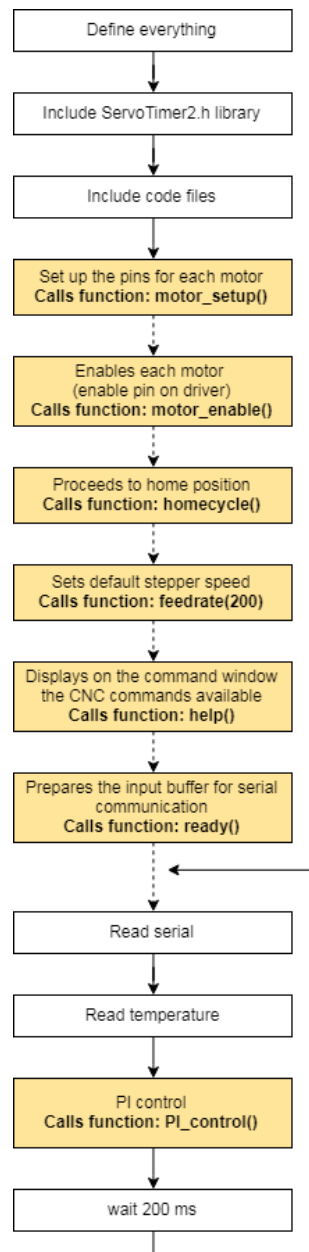 Define everything
Include ServoTimer2.h library
Include code files
Set up the pins for each motor
Calls function: motor_setup()
Enables each motor
(enable pin on driver)
Calls function: motor_enable()
Proceeds to home position
Calls function: homecycle()
Sets default stepper speed
Calls function: feedrate(200)
Displays on the command window
the CNC commands available
Calls function: help()
Prepares the input buffer for serial
communication
Calls function: ready()
Read serial
Read temperature
PI control
Calls function: PI_control()
wait 200 ms